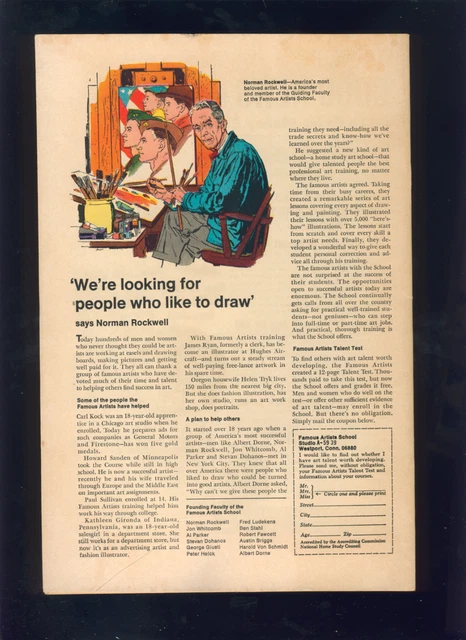 Norman Rockwell—America's most
beloved artist. He is a founder
and member of the Guiding Faculty
of the Famous Artists School.
'We're looking for
people who like to draw'
says Norman Rockwell
Today hundreds of men and women
who never thought they could be art-
ists are working at easels and drawing
boards, making pictures and getting
well paid for it. They all can thank a
group of famous artists who have de-
voted much of their time and talent
to helping others find success in art.
Some of the people the
Famous Artists have helped
Carl Kock was an 18-year-old appren-
tice in a Chicago art studio when he
enrolled. Today he prepares ads for
such companies as General Motors
and Firestone—has won five gold
medals.
Howard Sanden of Minneapolis
took the Course while still in high
school. He is now a successful artist—
recently he and his wife travelled
through Europe and the Middle East
on important art assignments.
Paul Sullivan enrolled at 14. His
Famous Artists training helped him
work his way through college.
Kathleen Gironda of Indiana,
Pennsylvania, was an 18-year-old
salesgirl in a department store. She
still works for a department store, but
now it's as an advertising artist and
fashion illustrator.
With Famous Artists training
James Ryan, formerly a clerk, has be-
come an illustrator at Hughes Air-
craft—and turns out a steady stream
of well-paying free-lance artwork in
his spare time.
Oregon housewife Helen Tryk lives
150 miles from the nearest big city.
But she does fashion illustration, has
her own studio, runs an art work
shop, does portraits.
A plan to help others
It started over 18 years ago when a
group of America's most successful
artists—men like Albert Dorne, Nor-
man Rockwell, Jon Whitcomb, Al
Parker and Stevan Dohanos—met in
New York City. They knew that all
over America there were people who
liked to draw who could be turned
into good artists. Albert Dorne asked,
"Why can't we give these people the
training they need—including all the
trade secrets and know-how we've
learned over the years?"
He suggested a new kind of art
school—a home study art school—that
would give talented people the best
professional art training, no matter
where they live.
The famous artists agreed. Taking
time from their busy careers, they
created a remarkable series of art
lessons covering every aspect of draw-
ing and painting. They illustrated
their lessons with over 5,000 "here's-
how" illustrations. The lessons start
from scratch and cover every skill a
top artist needs. Finally, they de-
veloped a wonderful way to give each
student personal correction and ad-
vice all through his training.
The famous artists with the School
are not surprised at the success of
their students. The opportunities
open to successful artists today are
enormous. The School continually
gets calls from all over the country
asking for practical well-trained stu-
dents—not geniuses—who can step
into full-time or part-time art jobs.
And practical, thorough training is
what the School offers.
Famous Artists Talent Test
To find others with art talent worth
developing, the Famous Artists
created a 12-page Talent Test. Thou-
sands paid to take this test, but now
the School offers and grades it free.
Men and women who do well on the
test—or offer other sufficient evidence
of art talent—may enroll in the
School. But there's no obligation.
Simply mail the coupon below.
Founding Faculty of the
Famous Artists School
Norman Rockwell
Jon Whitcomb
Al Parker
Stevan Dohanos
George Giusti
Peter Helck
Fred Ludekens
Ben Stahl
Robert Fawcett
Austin Briggs
Harold Von Schmidt
Albert Dorne
Famous Artists School
Westport, Conn. 06880
I would like to find out whether I
have art talent worth developing.
Please send me, without obligation,
your Famous Artists Talent Test and
information about your courses.
Mr.
Mrs.
Miss
Circle one and please print
Street
City
State
Age Zip
Accredited by the Accrediting Commission
National Home Study Council